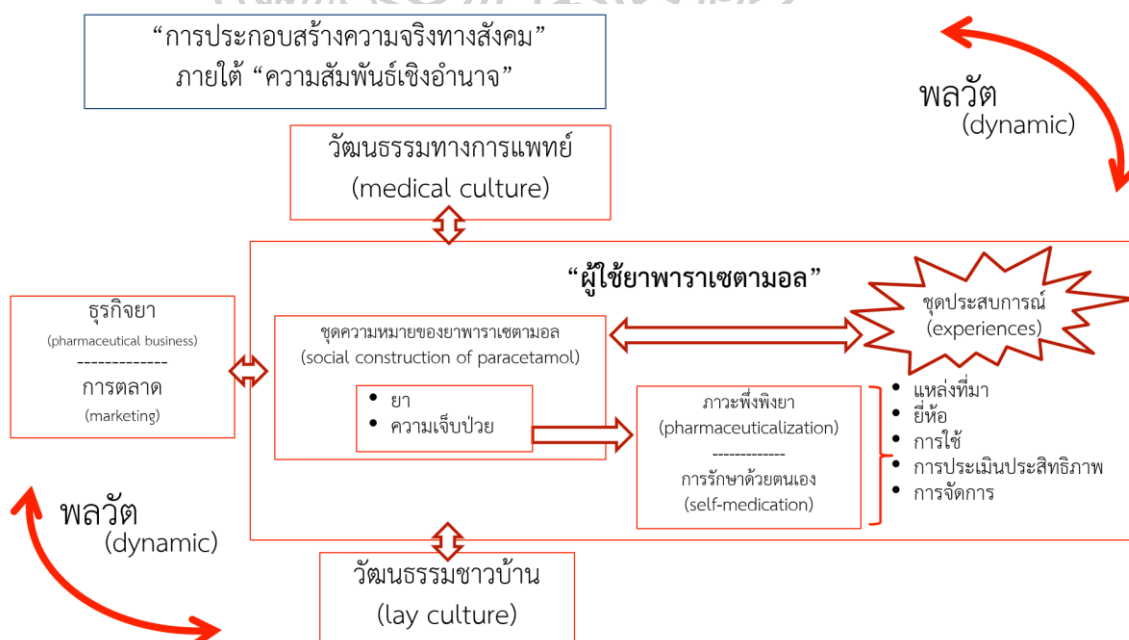 “การประกอบสร้างความจริงทางสังคม”
ภายใต้ “ความสัมพันธ์เชิงอำนาจ”
พลวัต
(dynamic)
วัฒนธรรมทางการแพทย์
(medical culture)
“ผู้ใช้ยาพาราเซตามอล”
ธุรกิจยา
(pharmaceutical business)
-------------
การตลาด
(marketing)
ชุดความหมายของยาพาราเซตามอล
(social construction of paracetamol)
• ยา
• ความเจ็บป่วย
ชุดประสบการณ์
(experiences)
ภาวะพึ่งพิงยา
(pharmaceuticalization)
-------------
การรักษาด้วยตนเอง
(self-medication)
• แหล่งที่มา
• ยี่ห้อ
• การใช้
• การประเมินประสิทธิภาพ
• การจัดการ
พลวัต
(dynamic)
วัฒนธรรมชาวบ้าน
(lay culture)